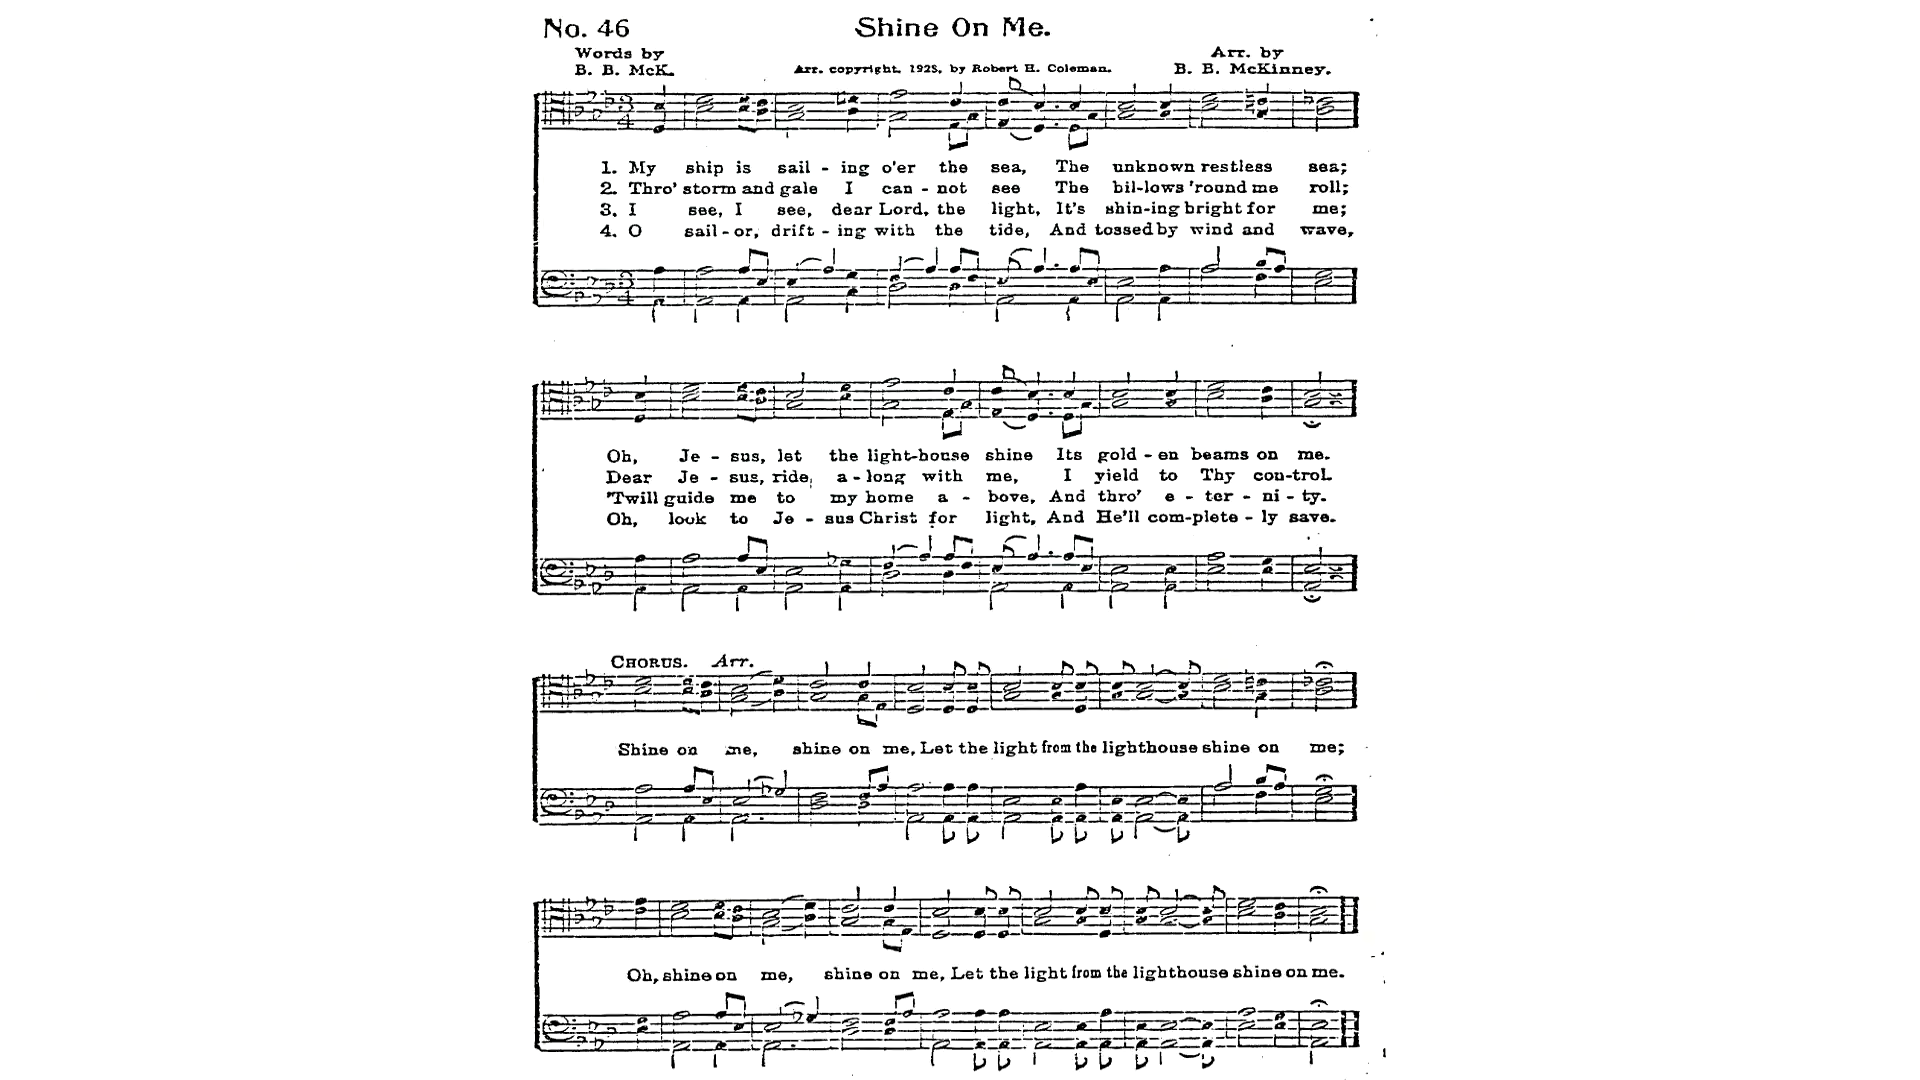 No. 46
Shine On Me.
Words by
B. B. McK.
Arr. copyright, 1928, by Robert H. Coleman.
Arr. by
B. B. McKinney.
1. My ship is sail - ing o'er the sea, The unknown restless sea;
2. Thro' storm and gale I can - not see The bil-lows 'round me roll;
3. I see, I see, dear Lord, the light, It's shin-ing bright for me;
4. O sail - or, drift - ing with the tide, And tossed by wind and wave,
Oh, Je - sus, let the light-house shine Its gold - en beams on me.
Dear Je - sus, ride, a - long with me, I yield to Thy con-trol.
'Twill guide me to my home a - bove, And thro' e - ter - ni - ty.
Oh, look to Je - sus Christ for light, And He'll com-plete - ly save.
CHORUS. Arr.
Shine on me, shine on me, Let the light from the lighthouse shine on me;
Oh, shine on me, shine on me, Let the light from the lighthouse shine on me.